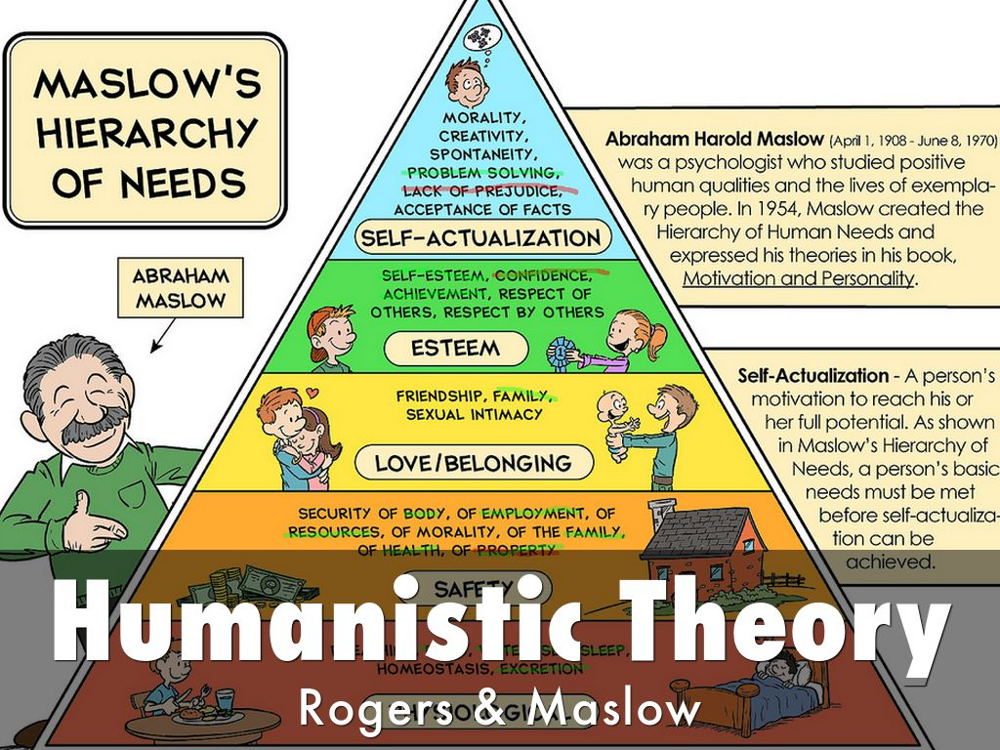 MASLOW'S
HIERARCHY
OF NEEDS
ABRAHAM
MASLOW
MORALITY,
CREATIVITY,
SPONTANEITY,
PROBLEM SOLVING,
LACK OF PREJUDICE,
ACCEPTANCE OF FACTS
SELF-ACTUALIZATION
SELF-ESTEEM, CONFIDENCE,
ACHIEVEMENT, RESPECT OF
OTHERS, RESPECT BY OTHERS
ESTEEM
FRIENDSHIP, FAMILY,
SEXUAL INTIMACY
LOVE/BELONGING
SECURITY OF BODY, OF EMPLOYMENT, OF
RESOURCES, OF MORALITY, OF THE FAMILY,
OF HEALTH, OF PROPERTY
SAFETY
SLEEP,
HOMEOSTASIS, EXCRETION
PHYSIOLOGICAL
Abraham Harold Maslow (April 1, 1908 - June 8, 1970)
was a psychologist who studied positive
human qualities and the lives of exempla-
ry people. In 1954, Maslow created the
Hierarchy of Human Needs and
expressed his theories in his book,
Motivation and Personality.
Self-Actualization - A person's
motivation to reach his or
her full potential. As shown
in Maslow's Hierarchy of
Needs, a person's basic
needs must be met
before self-actualiza-
tion can be
achieved.
Humanistic Theory
Rogers & Maslow